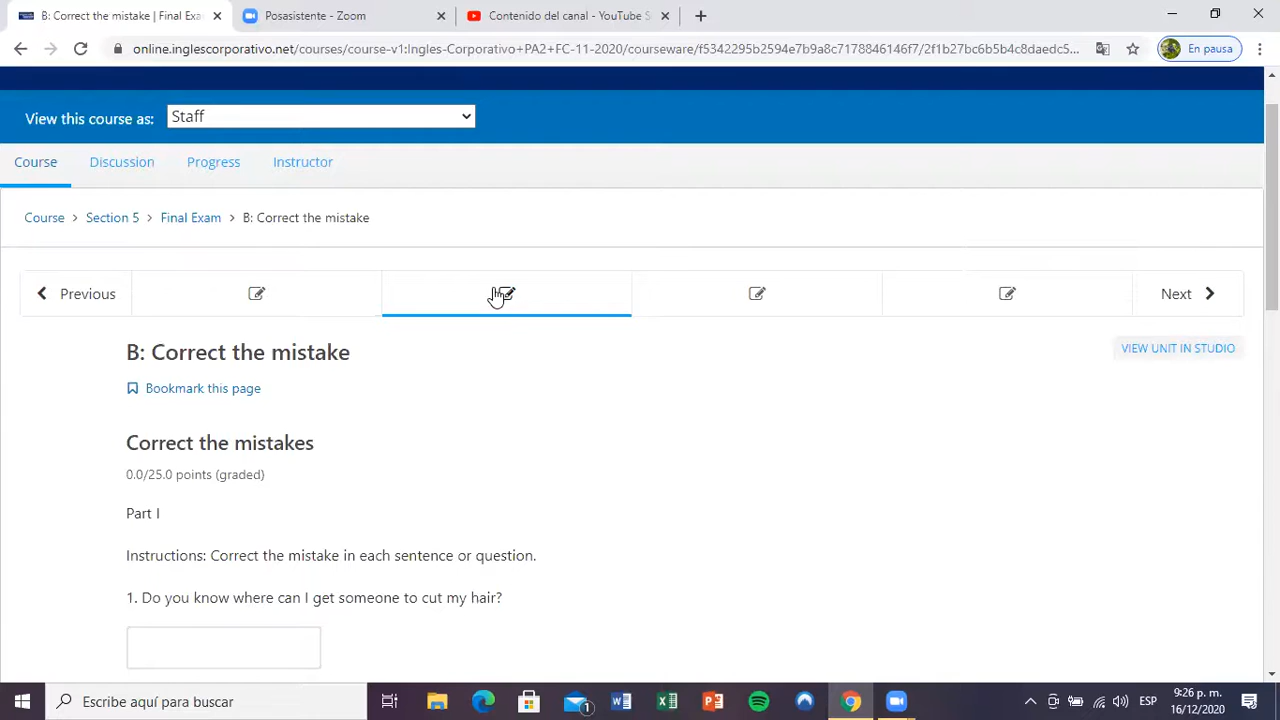 B: Correct the mistake | Final Exa
Posasistente - Zoom
Contenido del canal - YouTube S
online.inglescorporativo.net/courses/course-v1:Ingles-Corporativo+PA2+FC-11-2020/courseware/f5342295b2594e7b9a8c7178846146f7/2f1b27bc6b5b4c8daedc5...
En pausa
View this course as:
Staff
Course
Discussion
Progress
Instructor
Course > Section 5 > Final Exam > B: Correct the mistake
Previous
Next
B: Correct the mistake
VIEW UNIT IN STUDIO
Bookmark this page
Correct the mistakes
0.0/25.0 points (graded)
Part I
Instructions: Correct the mistake in each sentence or question.
1. Do you know where can I get someone to cut my hair?
Escribe aquí para buscar
1
ESP
9:26 p. m.
16/12/2020